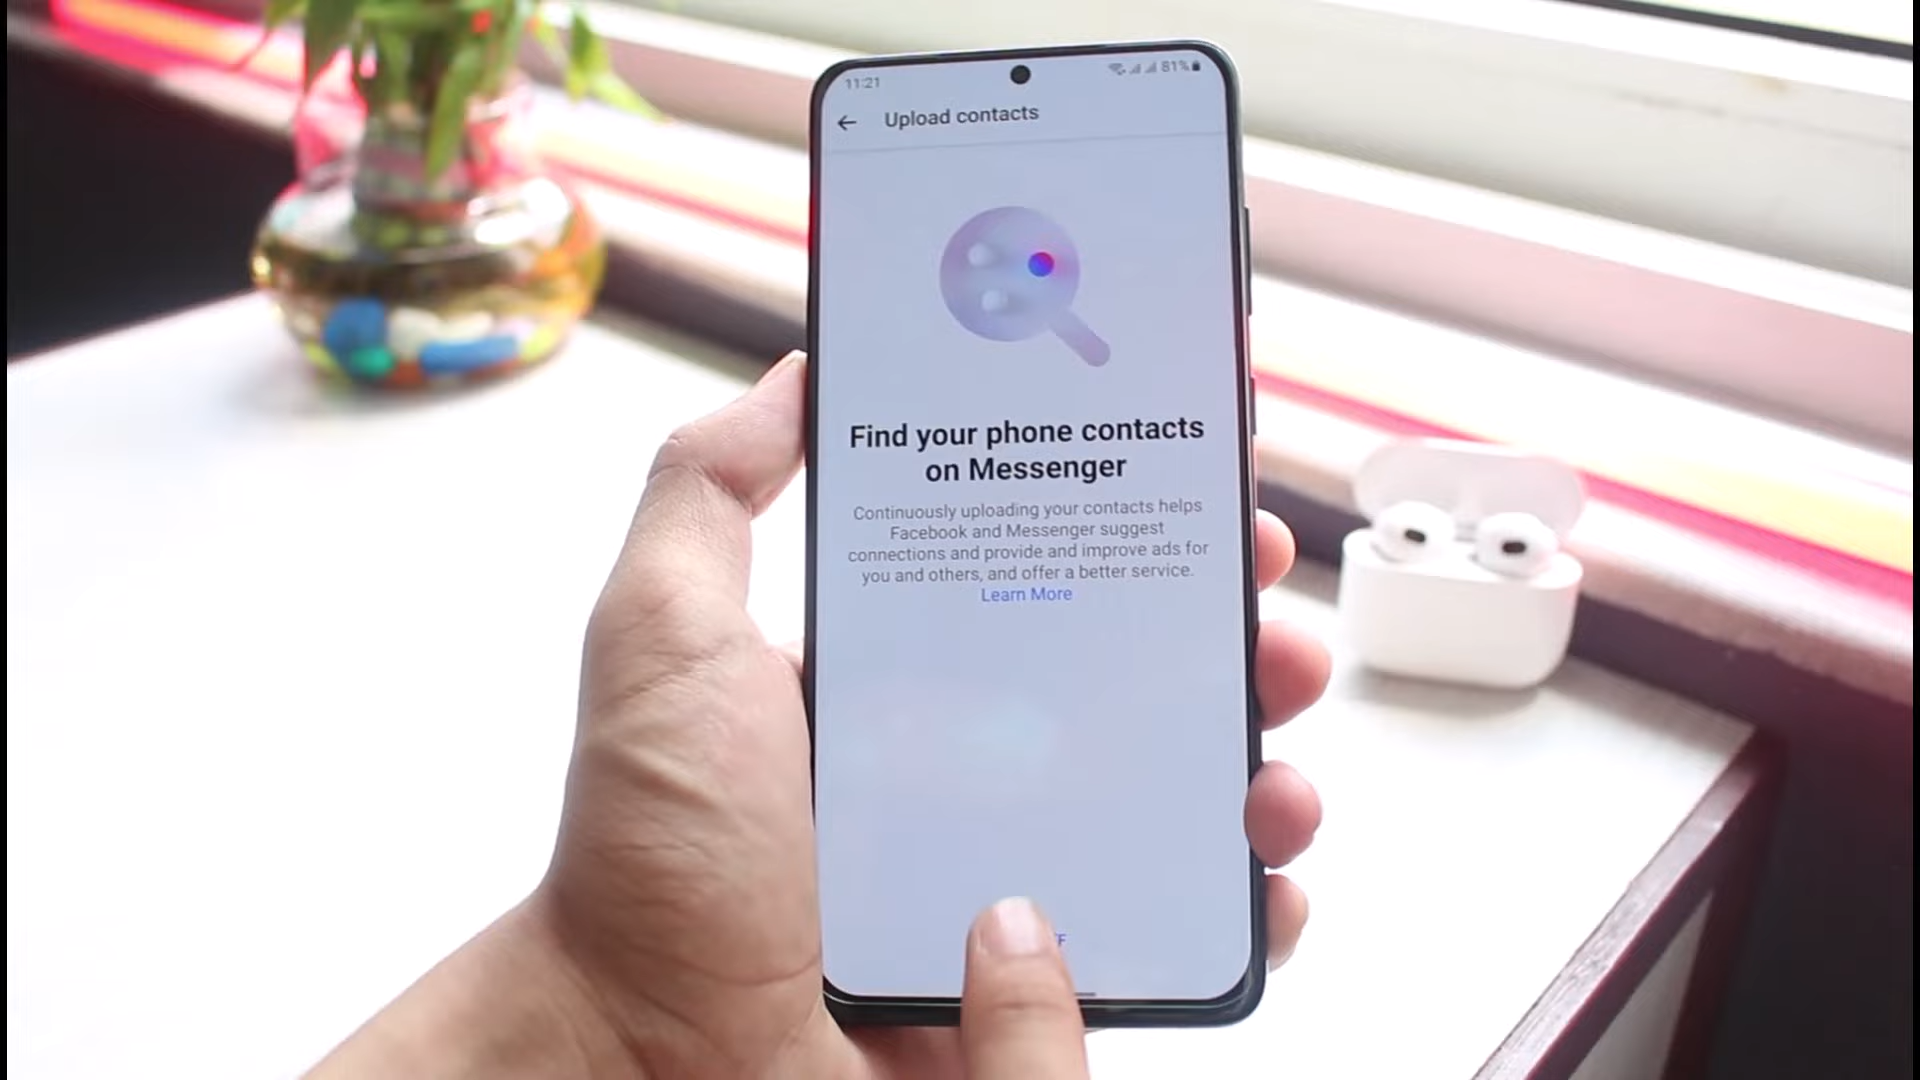 11:21
81%
Upload contacts
Find your phone contacts
on Messenger
Continuously uploading your contacts helps
Facebook and Messenger suggest
connections and provide and improve ads for
you and others, and offer a better service.
Learn More